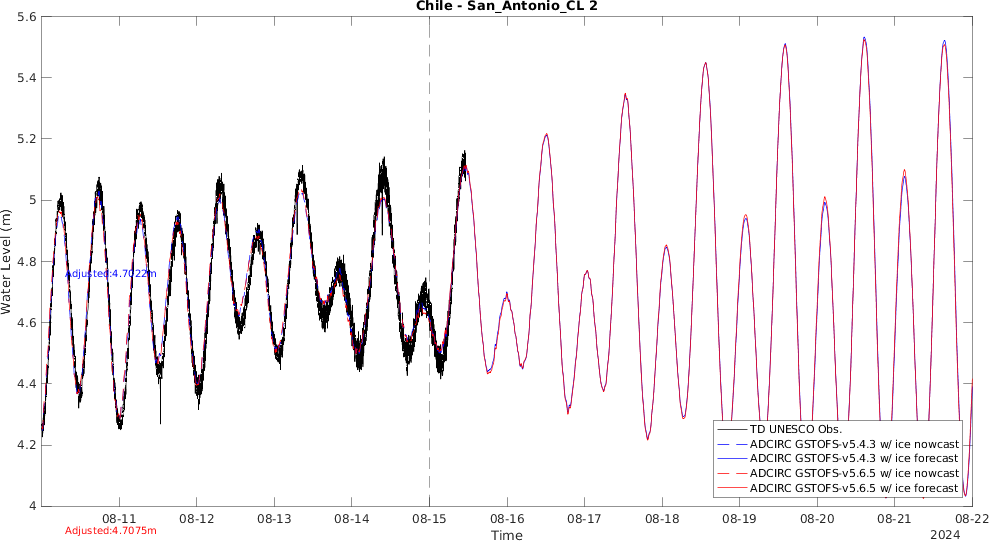 Chile - San_Antonio_CL 2
Water Level (m)
5.6
5.4
5.2
5
4.8
4.6
4.4
4.2
4
Adjusted:4.7022m
TD UNESCO Obs.
ADCIRC GSTOFS-v5.4.3 w/ ice nowcast
ADCIRC GSTOFS-v5.4.3 w/ ice forecast
ADCIRC GSTOFS-v5.6.5 w/ ice nowcast
ADCIRC GSTOFS-v5.6.5 w/ ice forecast
08-11 08-12 08-13 08-14 08-15 08-16 08-17 08-18 08-19 08-20 08-21 08-22
Adjusted:4.7075m
Time
2024